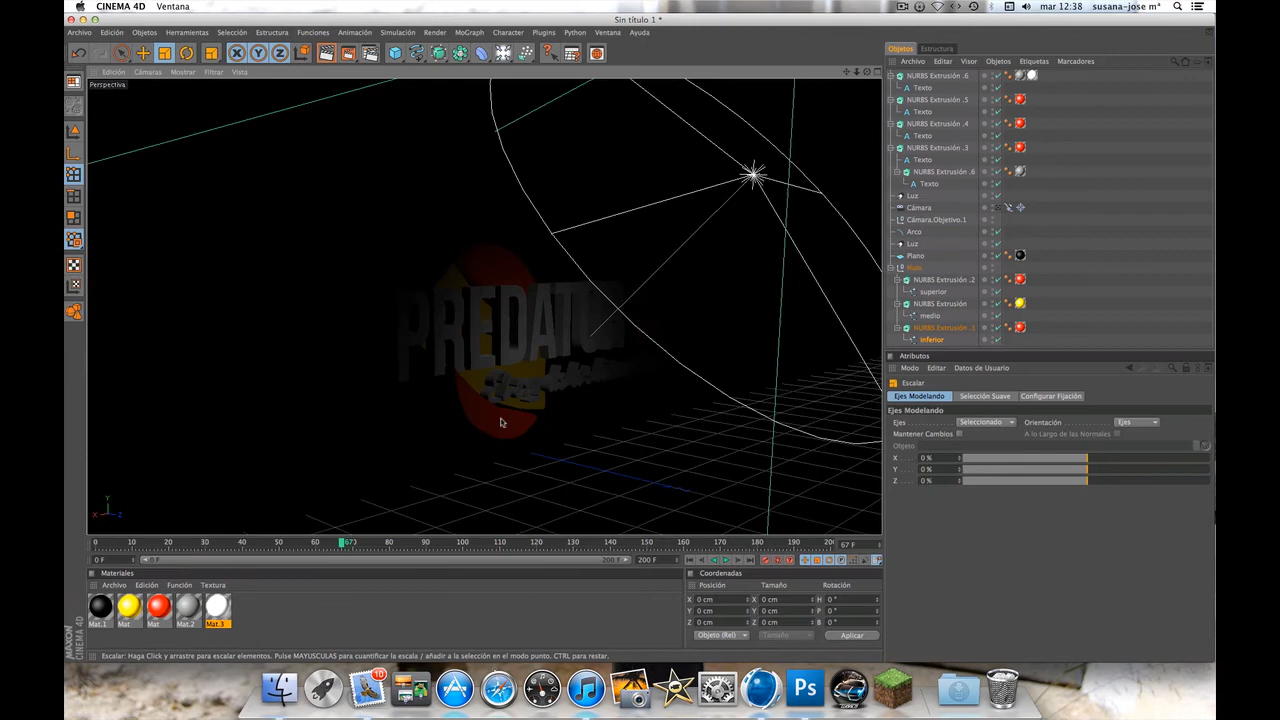 CINEMA 4D Ventana
mar 12:38 susana-jose mª
Sin título 1 *
Archivo Edición Objetos Herramientas Selección Estructura Funciones Animación Simulación Render MoGraph Character Plugins Python Ventana Ayuda
Edición Cámaras Mostrar Filtrar Vista
Perspectiva
PREDATOR
Y
X Z
Objetos Estructura
Archivo Editar Visor Objetos Etiquetas Marcadores
NURBS Extrusión .6
Texto
NURBS Extrusión .5
Texto
NURBS Extrusión .4
Texto
NURBS Extrusión .3
Texto
NURBS Extrusión .6
Texto
Luz
Cámara
Cámara.Objetivo.1
Arco
Luz
Plano
NURBS Extrusión .2
superior
NURBS Extrusión
medio
NURBS Extrusión .1
inferior
Atributos
Modo Editar Datos de Usuario
Escalar
Ejes Modelando Selección Suave Configurar Fijación
Ejes Modelando
Ejes Seleccionado Orientación Ejes
Mantener Cambios A lo Largo de las Normales
Objeto
X 0 %
Y 0 %
Z 0 %
0 10 20 30 40 50 60 673 80 90 100 110 120 130 140 150 160 170 180 190 20 67 F
0 F 0 F 200 F 200 F
Materiales
Archivo Edición Función Textura
Mat.1 Mat Mat Mat.2 Mat.3
Coordenadas
Posición Tamaño Rotación
X 0 cm X 0 cm H 0 °
Y 0 cm Y 0 cm P 0 °
Z 0 cm Z 0 cm B 0 °
Objeto (Rel) Tamaño Aplicar
MAXON
CINEMA 4D
Escalar: Haga Click y arrastre para escalar elementos. Pulse MAYUSCULAS para cuantificar la escala / añadir a la selección en el modo punto. CTRL para restar.
10
Ps